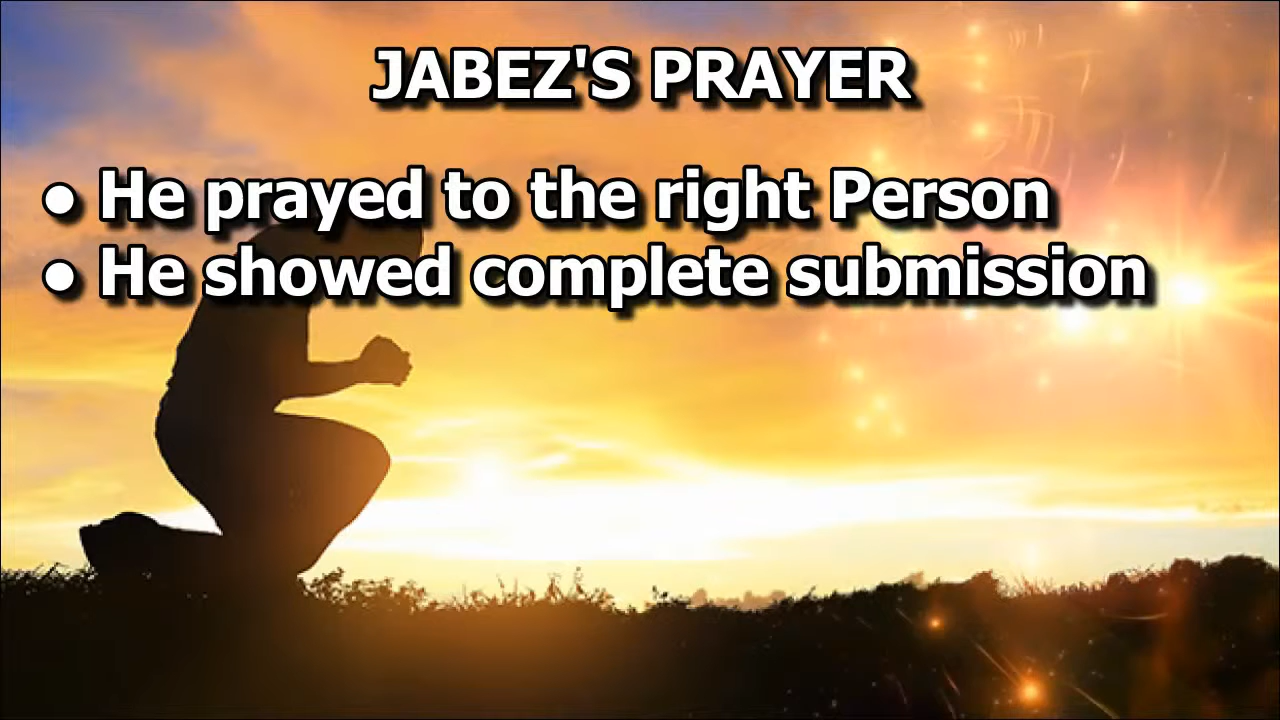 JABEZ'S PRAYER
● He prayed to the right Person
● He showed complete submission